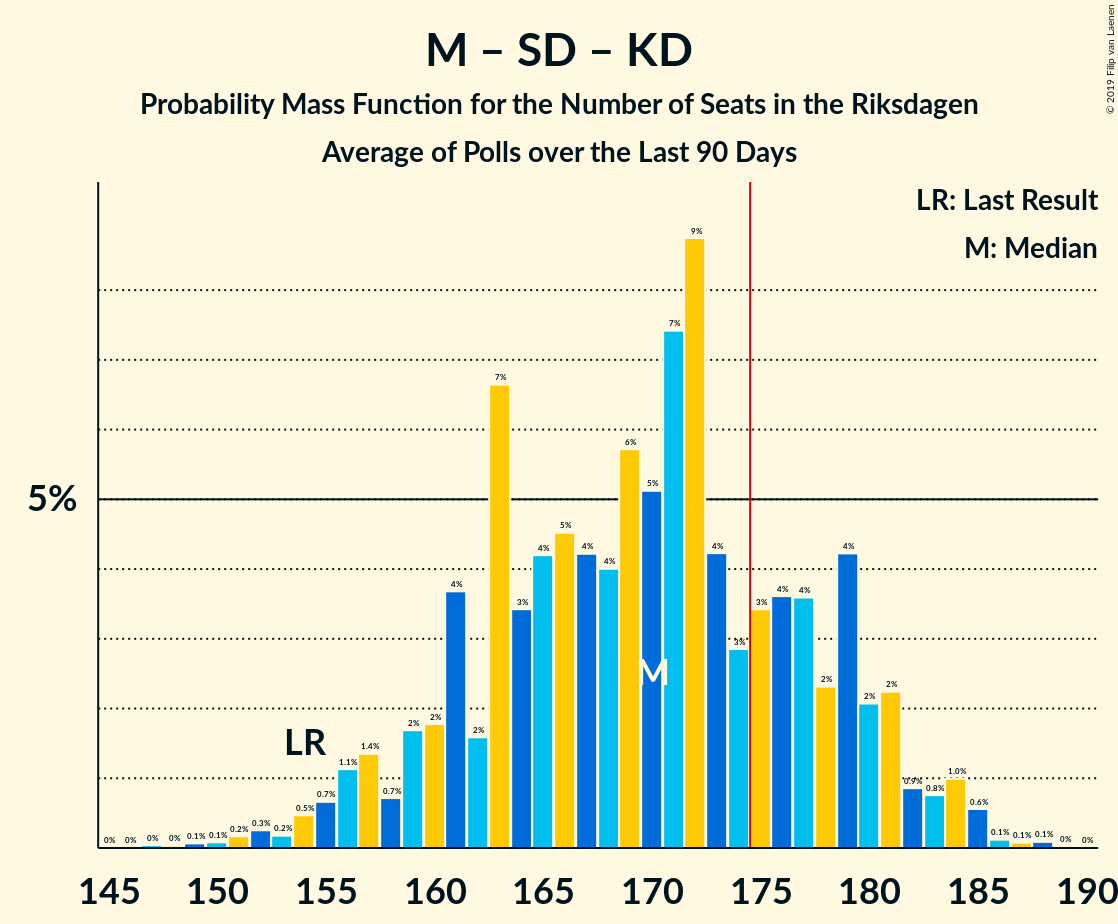 M – SD – KD
Probability Mass Function for the Number of Seats in the Riksdagen
Average of Polls over the Last 90 Days
© 2019 Filip van Laenen
LR: Last Result
M: Median
5%
LR
M
0% 0% 0% 0% 0.1% 0.1% 0.2% 0.3% 0.2% 0.5% 0.7% 1.1% 1.4% 0.7% 2% 2% 4% 2% 7% 3% 4% 5% 4% 4% 6% 5% 7% 9% 4% 3% 3% 4% 4% 2% 4% 2% 2% 0.9% 0.8% 1.0% 0.6% 0.1% 0.1% 0.1% 0% 0%
145 150 155 160 165 170 175 180 185 190